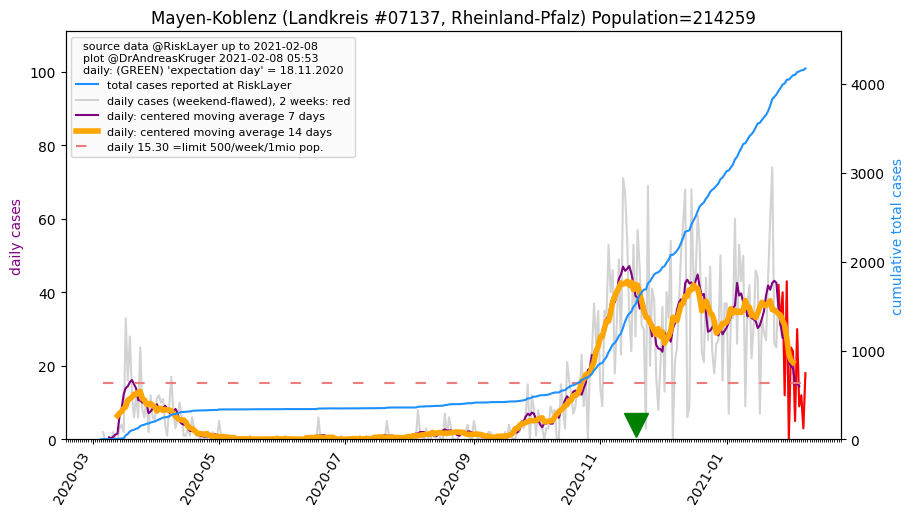 Mayen-Koblenz (Landkreis #07137, Rheinland-Pfalz) Population=214259
source data @RiskLayer up to 2021-02-08
plot @DrAndreasKruger 2021-02-08 05:53
daily: (GREEN) 'expectation day' = 18.11.2020
total cases reported at RiskLayer
daily cases (weekend-flawed), 2 weeks: red
daily: centered moving average 7 days
daily: centered moving average 14 days
daily 15.30 =limit 500/week/1mio pop.
daily cases
100
80
60
40
20
0
cumulative total cases
4000
3000
2000
1000
0
2020-03
2020-05
2020-07
2020-09
2020-11
2021-01